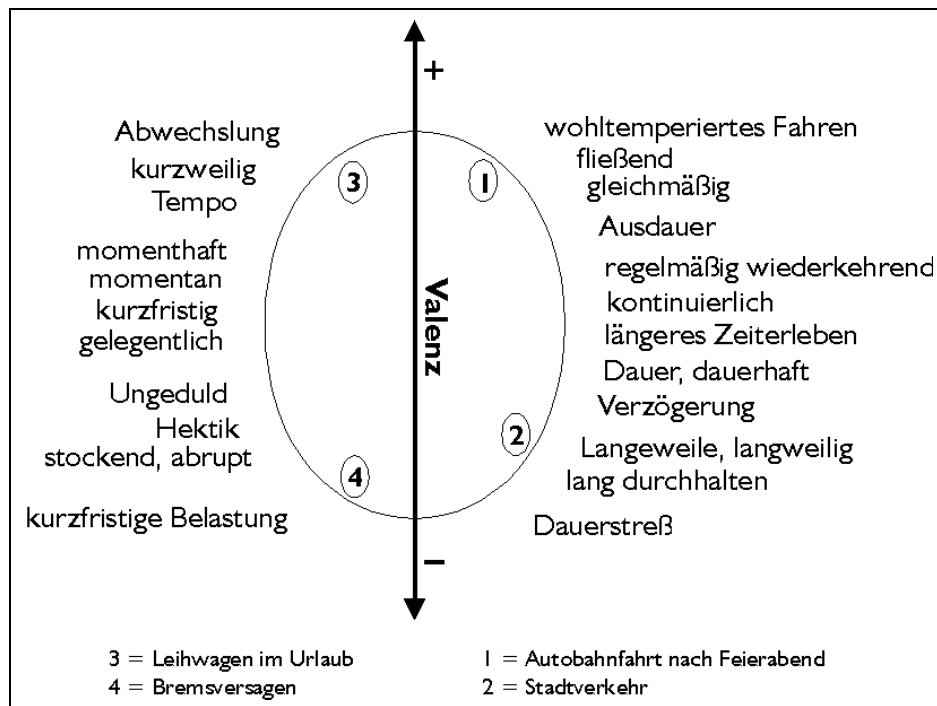 +
Abwechslung
kurzweilig
Tempo
momenthaft
momentan
kurzfristig
gelegentlich
Ungeduld
Hektik
stockend, abrupt
kurzfristige Belastung
3
4
Valenz
1
2
wohltemperiertes Fahren
fließend
gleichmäßig
Ausdauer
regelmäßig wiederkehrend
kontinuierlich
längeres Zeiterleben
Dauer, dauerhaft
Verzögerung
Langeweile, langweilig
lang durchhalten
Dauerstreß
–
3 = Leihwagen im Urlaub
4 = Bremsversagen
1 = Autobahnfahrt nach Feierabend
2 = Stadtverkehr